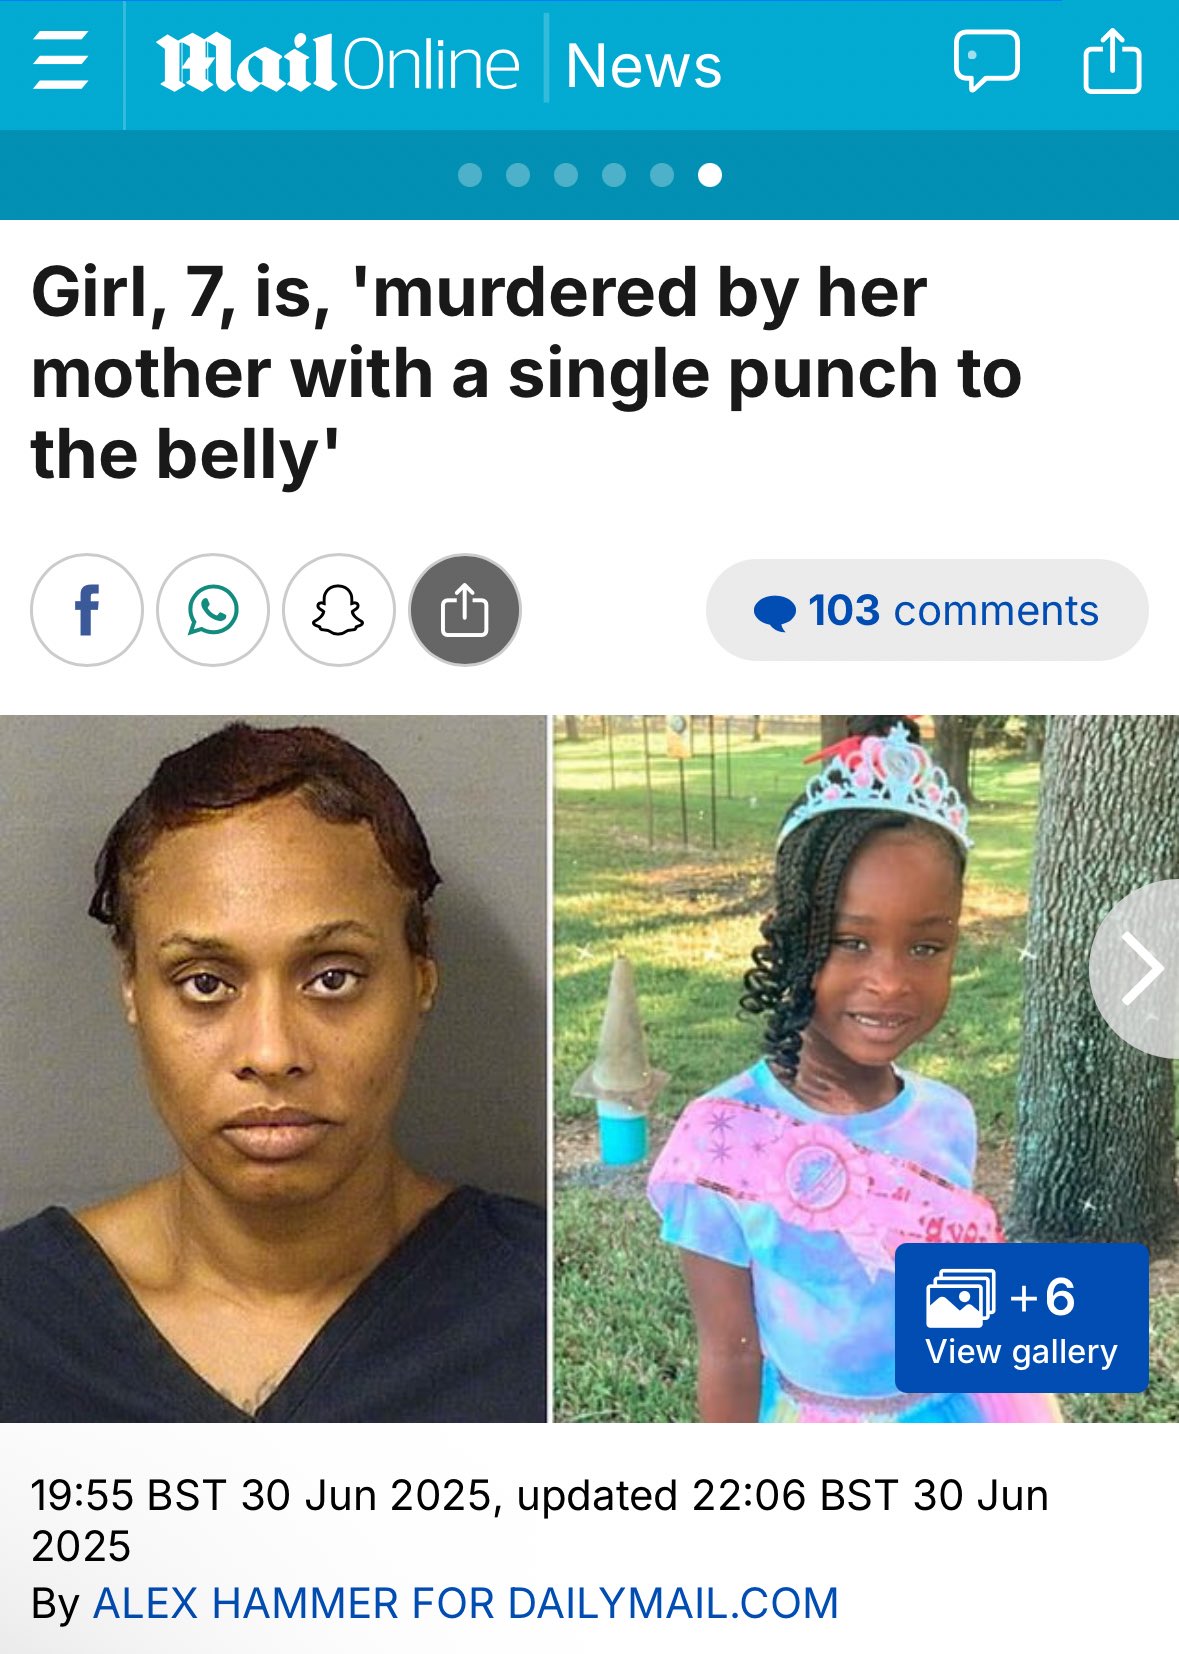 Mail Online News
Girl, 7, is, 'murdered by her
mother with a single punch to
the belly'
f
103 comments
+6
View gallery
19:55 BST 30 Jun 2025, updated 22:06 BST 30 Jun
2025
By ALEX HAMMER FOR DAILYMAIL.COM